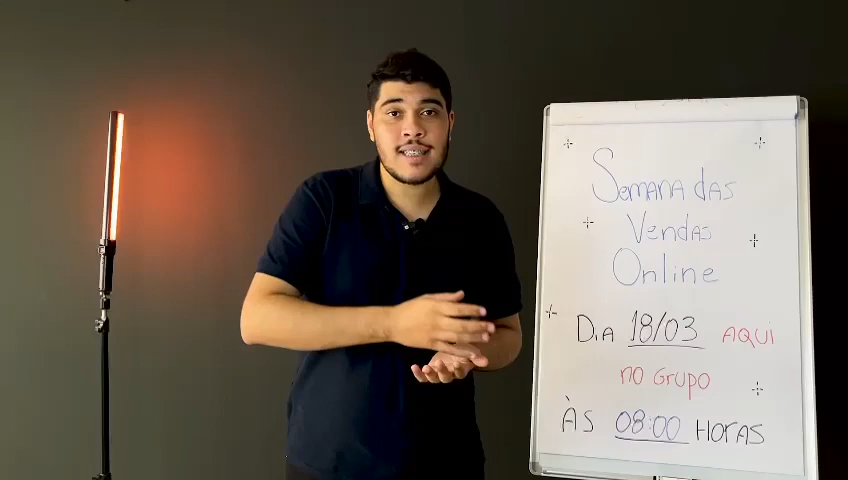 Semana das
Vendas
Online
Dia 18/03 AQUI
no Grupo
Às 08:00 Horas